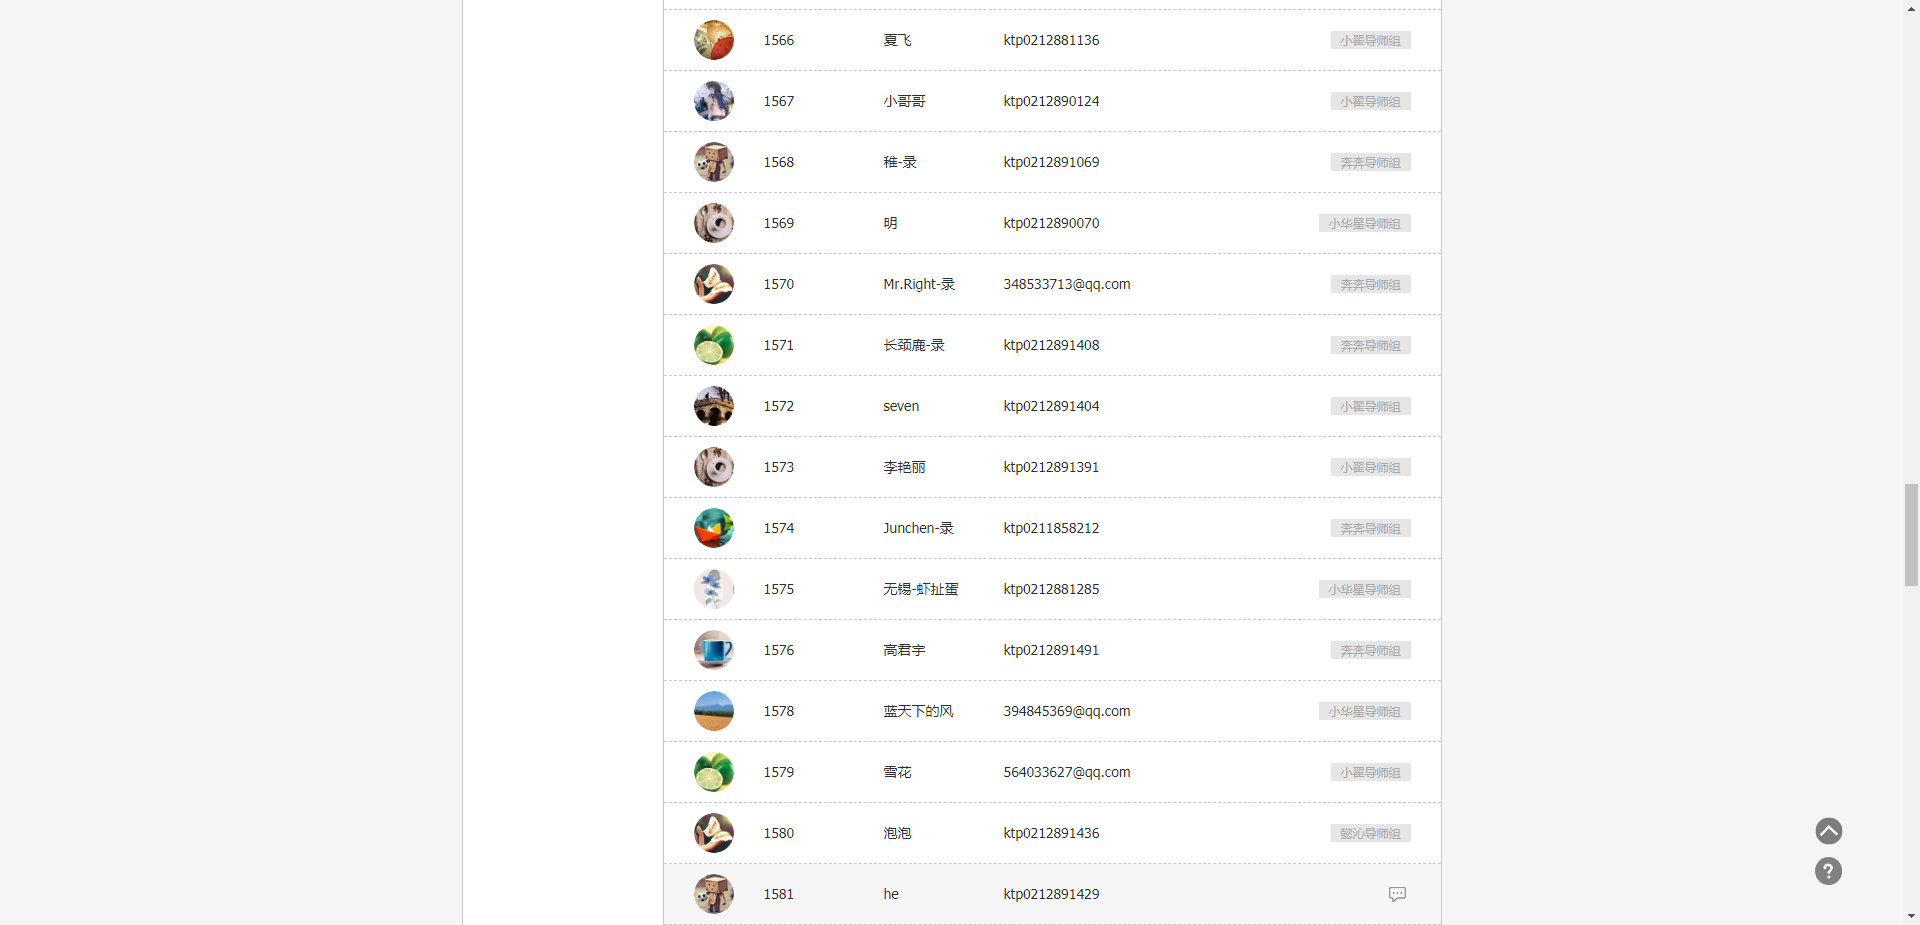 1566 夏飞 ktp0212881136 小翟导师组
1567 小哥哥 ktp0212890124 小翟导师组
1568 稚-录 ktp0212891069 奔奔导师组
1569 明 ktp0212890070 小华星导师组
1570 Mr.Right-录 348533713@qq.com 奔奔导师组
1571 长颈鹿-录 ktp0212891408 奔奔导师组
1572 seven ktp0212891404 小翟导师组
1573 李艳丽 ktp0212891391 小翟导师组
1574 Junchen-录 ktp0211858212 奔奔导师组
1575 无锡-虾扯蛋 ktp0212881285 小华星导师组
1576 高君宇 ktp0212891491 奔奔导师组
1578 蓝天下的风 394845369@qq.com 小华星导师组
1579 雪花 564033627@qq.com 小翟导师组
1580 泡泡 ktp0212891436 懿沁导师组
1581 he ktp0212891429